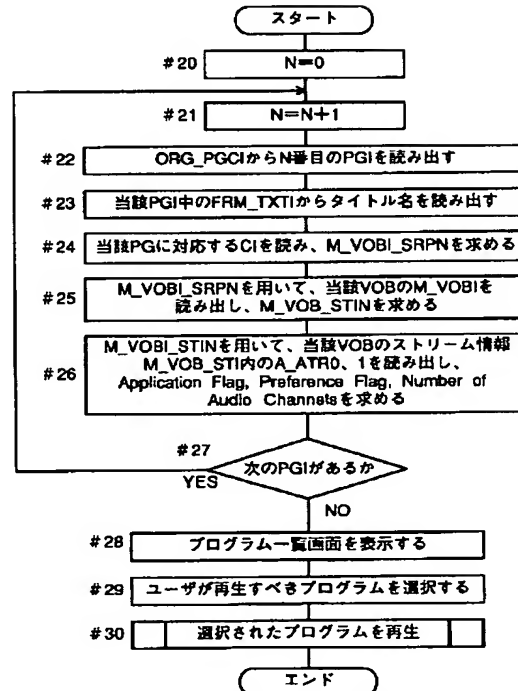 スタート
#20
N=0
#21
N=N+1
#22
ORG_PGCIからN番目のPGIを読み出す
#23
当該PGI中のFRM_TXTIからタイトル名を読み出す
#24
当該PGに対応するCIを読み、M_VOBI_SRPNを求める
#25
M_VOBI_SRPNを用いて、当該VOBのM_VOBIを
読み出し、M_VOB_STINを求める
#26
M_VOBI_STINを用いて、当該VOBのストリーム情報
M_VOB_STI内のA_ATR0、1を読み出し、
Application Flag, Preference Flag, Number of
Audio Channelsを求める
#27
次のPGIがあるか
YES
NO
#28
プログラム一覧画面を表示する
#29
ユーザが再生すべきプログラムを選択する
#30
選択されたプログラムを再生
エンド